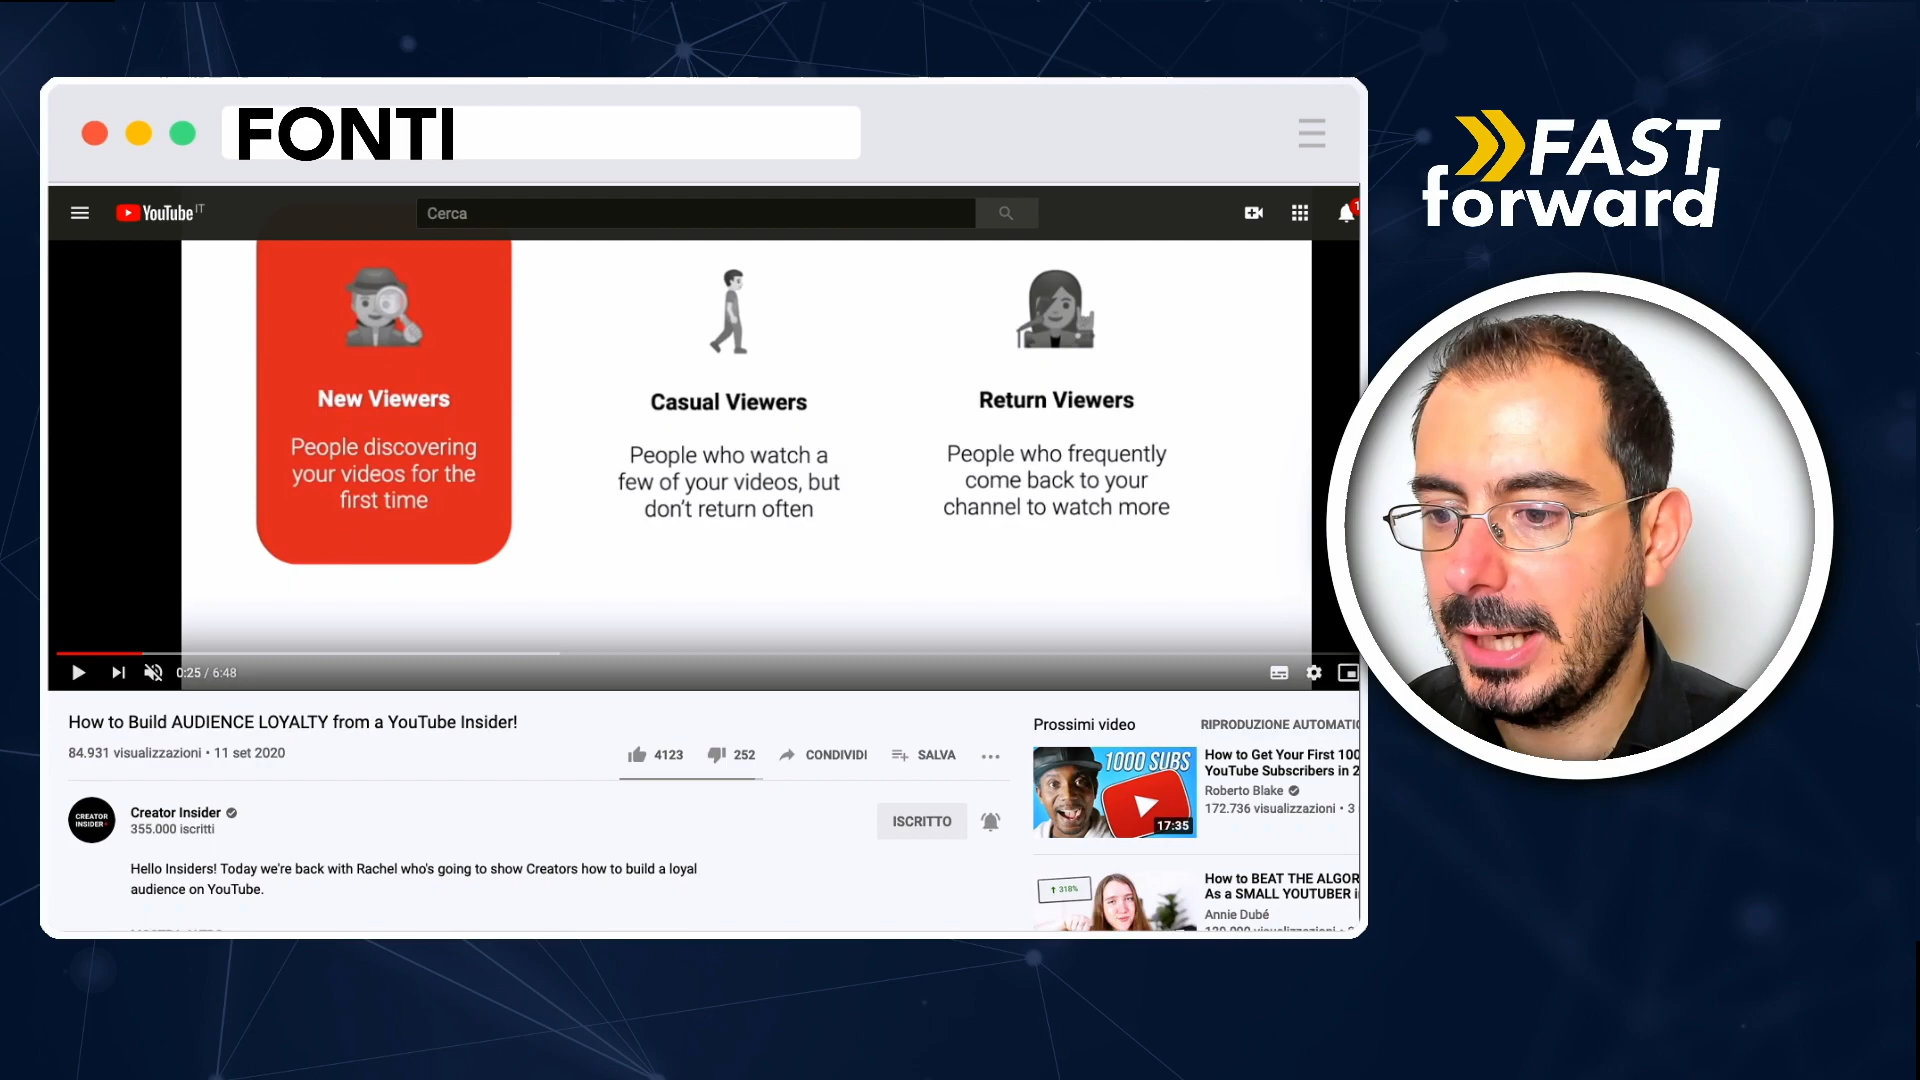 FONTI
FAST
forward
YouTube IT
Cerca
1
New Viewers
People discovering
your videos for the
first time
Casual Viewers
People who watch a
few of your videos, but
don't return often
Return Viewers
People who frequently
come back to your
channel to watch more
0:25 / 6:48
How to Build AUDIENCE LOYALTY from a YouTube Insider!
84.931 visualizzazioni • 11 set 2020
4123
252
CONDIVIDI
SALVA
CREATOR
INSIDER
Creator Insider
355.000 iscritti
ISCRITTO
Hello Insiders! Today we're back with Rachel who's going to show Creators how to build a loyal
audience on YouTube.
Prossimi video
RIPRODUZIONE AUTOMATIC
1000 SUBS
17:35
How to Get Your First 100
YouTube Subscribers in 2
Roberto Blake
172.736 visualizzazioni • 3
↑ 318%
How to BEAT THE ALGOR
As a SMALL YOUTUBER i
Annie Dubé